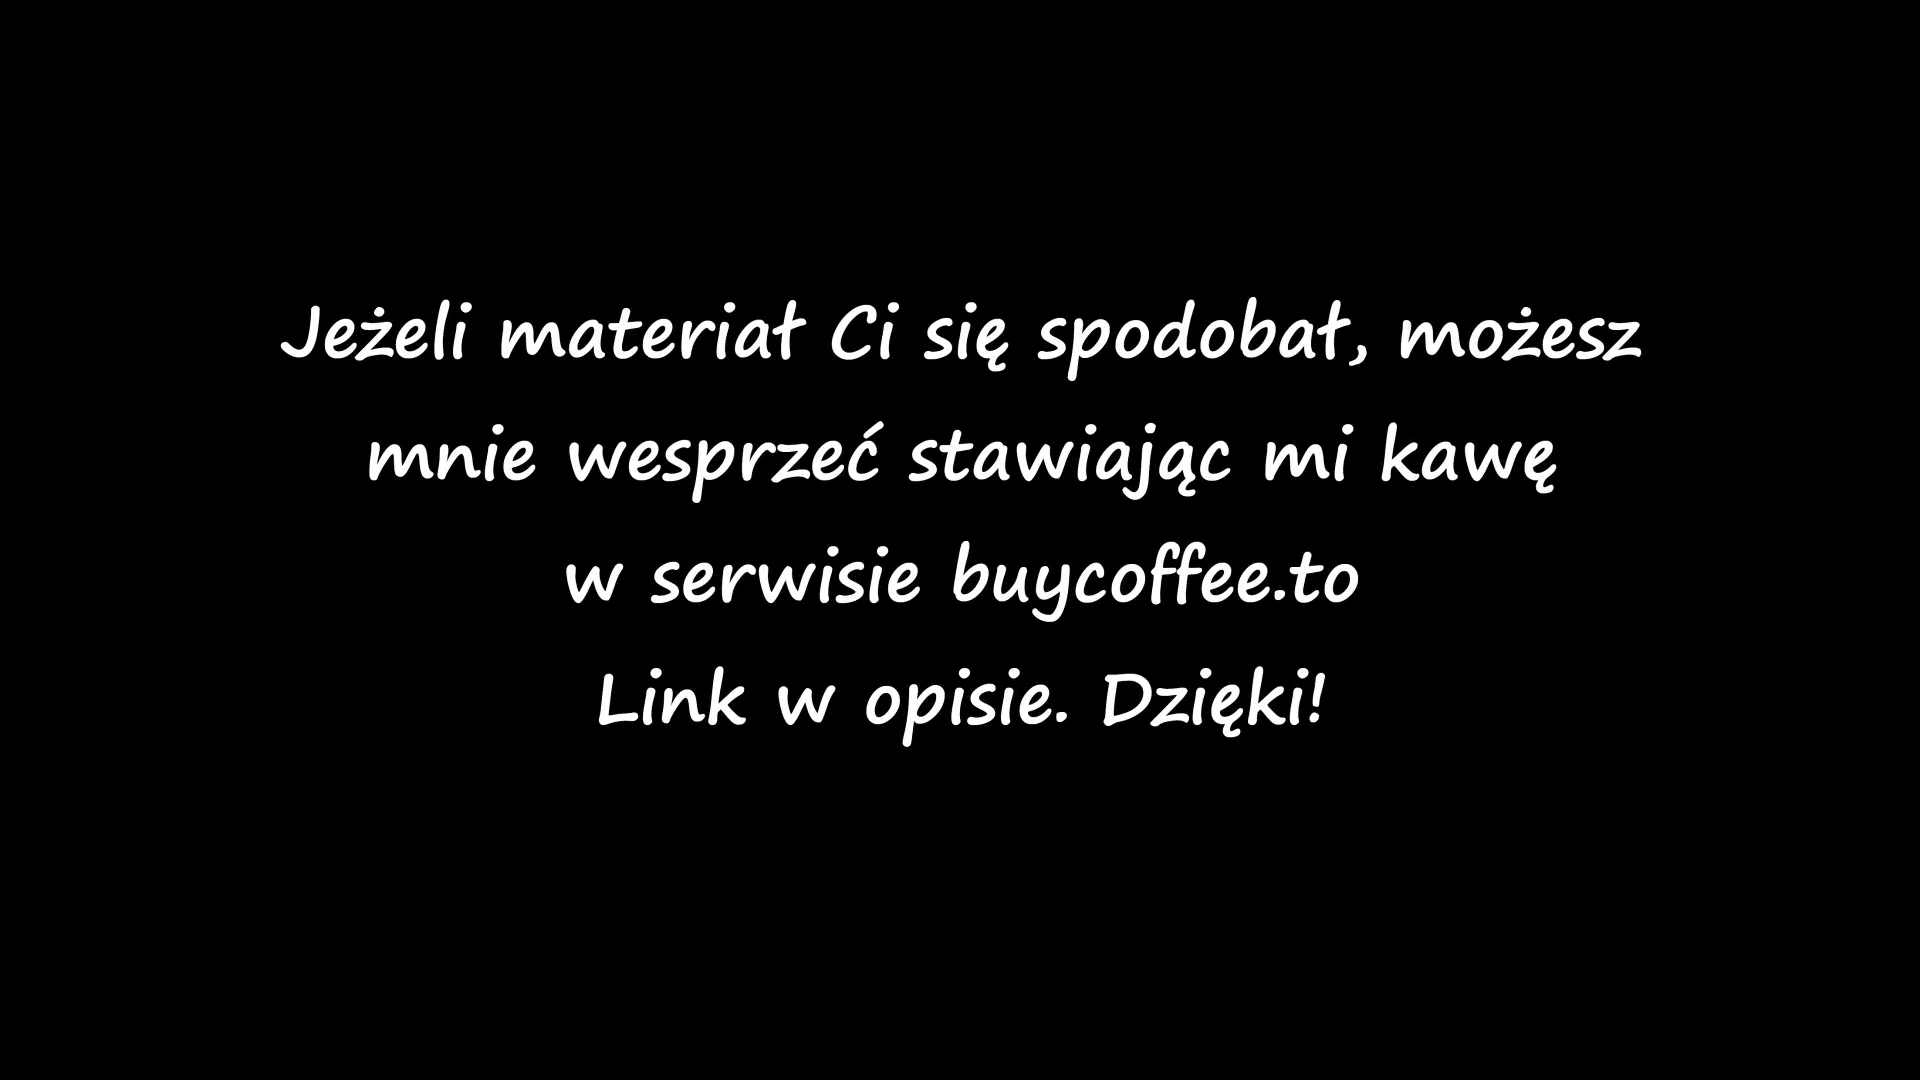 Jeżeli materiał Ci się spodobał, możesz
mnie wesprzeć stawiając mi kawę
w serwisie buycoffee.to
Link w opisie. Dzięki!